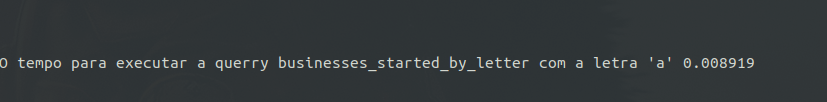 O tempo para executar a querry businesses_started_by_letter com a letra 'a' 0.008919